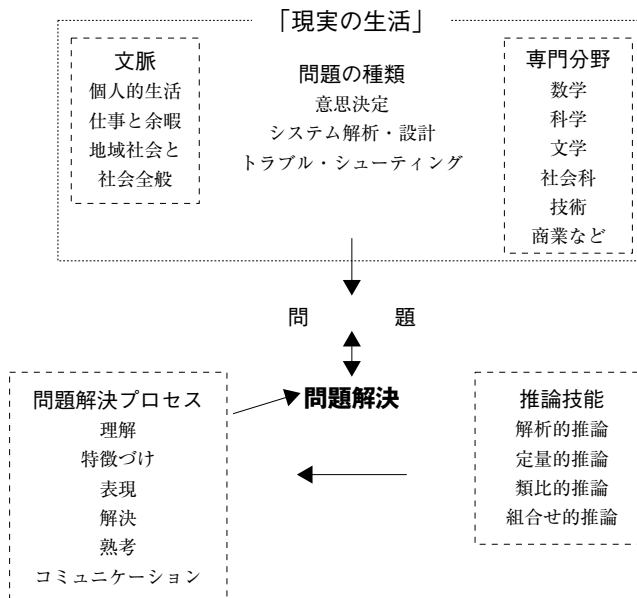 「現実の生活」
文脈
個人的生活
仕事と余暇
地域社会と
社会全般
問題の種類
意思決定
システム解析・設計
トラブル・シューティング
専門分野
数学
科学
文学
社会科
技術
商業など
問　題
問題解決
問題解決プロセス
理解
特徴づけ
表現
解決
熟考
コミュニケーション
推論技能
解析的推論
定量的推論
類比的推論
組合せ的推論